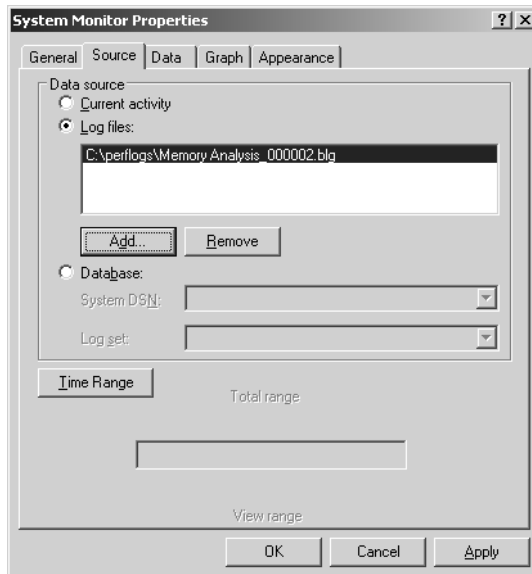 System Monitor Properties
General Source Data Graph Appearance
Data source
Current activity
Log files:
C:\perflogs\Memory Analysis_000002.blg
Add... Remove
Database:
System DSN:
Log set:
Time Range
Total range
View range
OK Cancel Apply